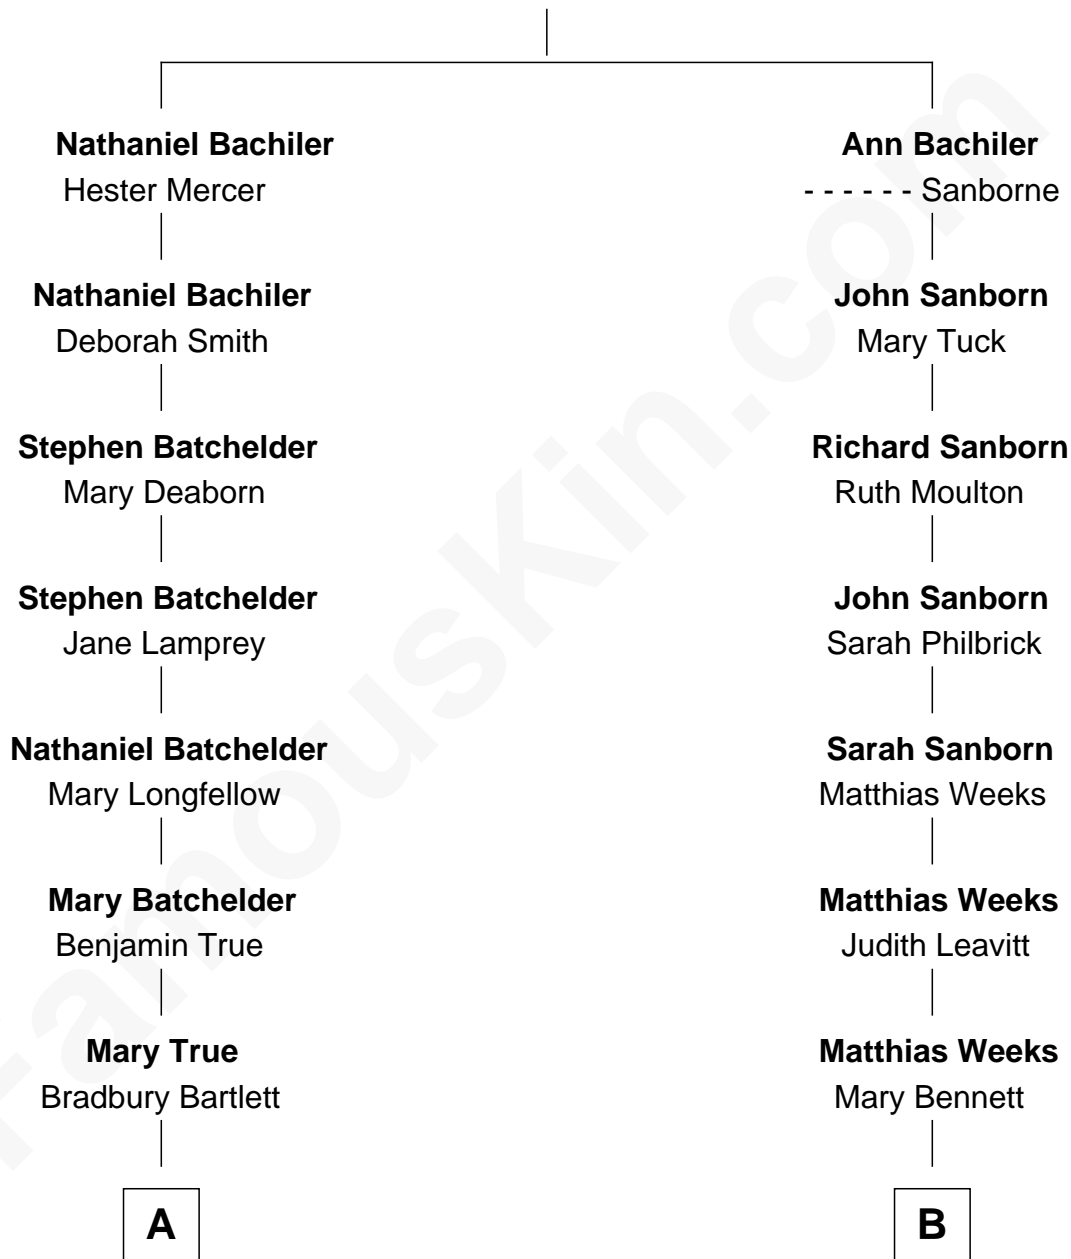 Nathaniel Bachiler
Hester Mercer
Nathaniel Bachiler
Deborah Smith
Stephen Batchelder
Mary Deaborn
Stephen Batchelder
Jane Lamprey
Nathaniel Batchelder
Mary Longfellow
Mary Batchelder
Benjamin True
Mary True
Bradbury Bartlett
A
Ann Bachiler
- - - - - - Sanborne
John Sanborn
Mary Tuck
Richard Sanborn
Ruth Moulton
John Sanborn
Sarah Philbrick
Sarah Sanborn
Matthias Weeks
Matthias Weeks
Judith Leavitt
Matthias Weeks
Mary Bennett
B
FamousKin.com